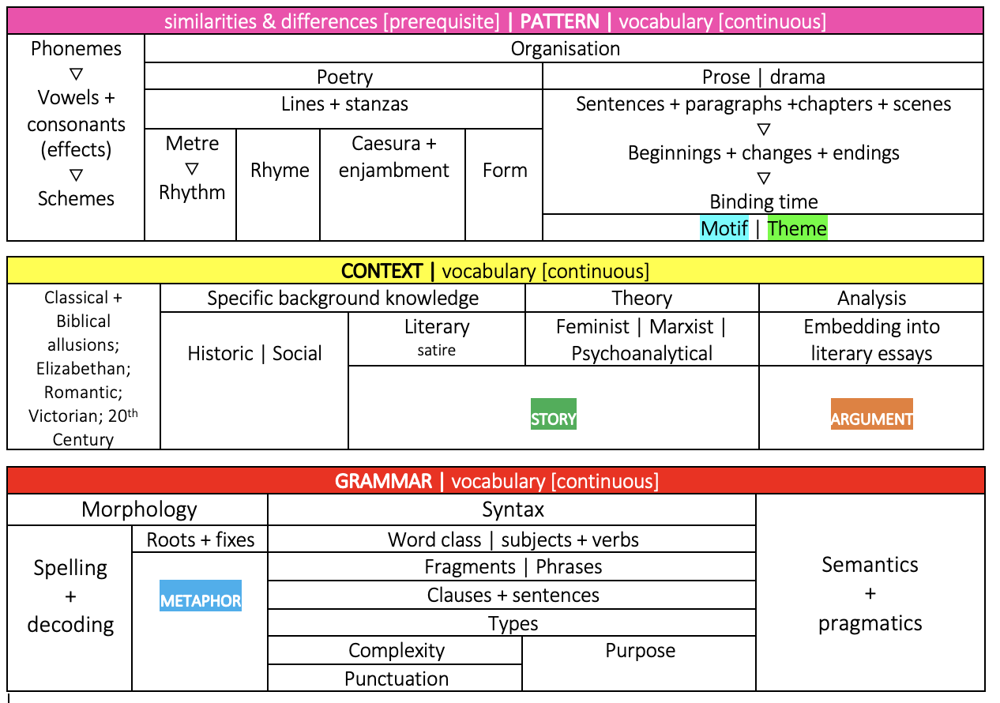 similarities & differences [prerequisite] | PATTERN | vocabulary [continuous]
Phonemes
▽
Vowels +
consonants
(effects)
▽
Schemes
Organisation
Poetry
Lines + stanzas
Metre
▽
Rhythm
Rhyme
Caesura +
enjambment
Form
Prose | drama
Sentences + paragraphs +chapters + scenes
▽
Beginnings + changes + endings
▽
Binding time
Motif | Theme
CONTEXT | vocabulary [continuous]
Classical +
Biblical
allusions;
Elizabethan;
Romantic;
Victorian; 20th
Century
Specific background knowledge
Historic | Social
Literary
satire
Theory
Feminist | Marxist |
Psychoanalytical
STORY
Analysis
Embedding into
literary essays
ARGUMENT
GRAMMAR | vocabulary [continuous]
Morphology
Spelling
+
decoding
Roots + fixes
METAPHOR
Syntax
Word class | subjects + verbs
Fragments | Phrases
Clauses + sentences
Types
Complexity
Punctuation
Purpose
Semantics
+
pragmatics